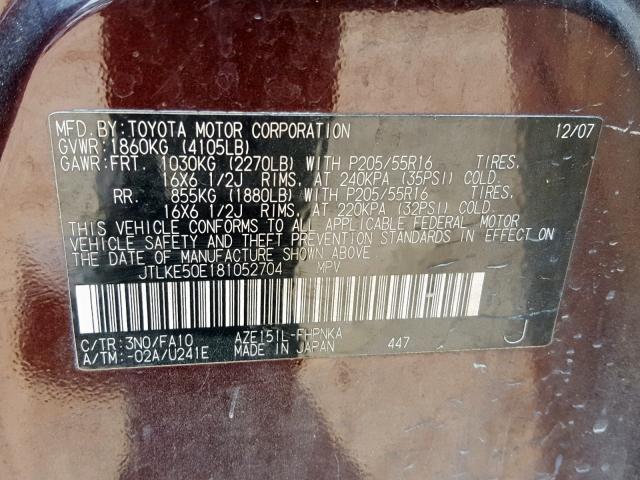 MFD.BY:TOYOTA MOTOR CORPORATION 12/07
GVWR:1860KG (4105LB)
GAWR:FRT. 1030KG (2270LB) WITH P205/55R16 TIRES,
16X6 1/2J RIMS, AT 240KPA (35PSI) COLD.
RR. 855KG (1880LB) WITH P205/55R16 TIRES,
16X6 1/2J RIMS, AT 220KPA (32PSI) COLD.
THIS VEHICLE CONFORMS TO ALL APPLICABLE FEDERAL MOTOR
VEHICLE SAFETY AND THEFT PREVENTION STANDARDS IN EFFECT ON
THE DATE OF MANUFACTURE SHOWN ABOVE.
JTLKE50E181052704 MPV
C/TR:3N0/FA10 AZE151L-FHPNKA
A/TM:-02A/U241E MADE IN JAPAN 447 J